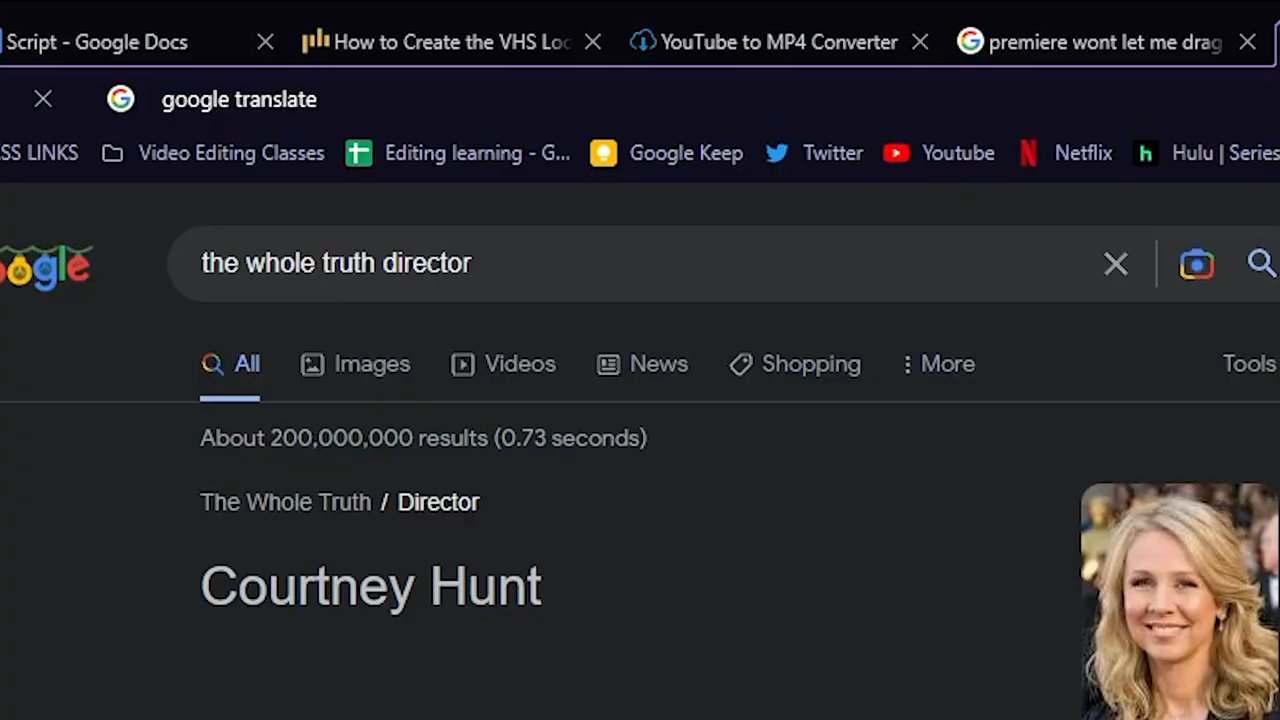 Script - Google Docs How to Create the VHS Loo YouTube to MP4 Converter premiere wont let me drag
google translate
SS LINKS Video Editing Classes Editing learning - G... Google Keep Twitter Youtube Netflix Hulu | Series
oogle the whole truth director
All Images Videos News Shopping More Tools
About 200,000,000 results (0.73 seconds)
The Whole Truth / Director
Courtney Hunt